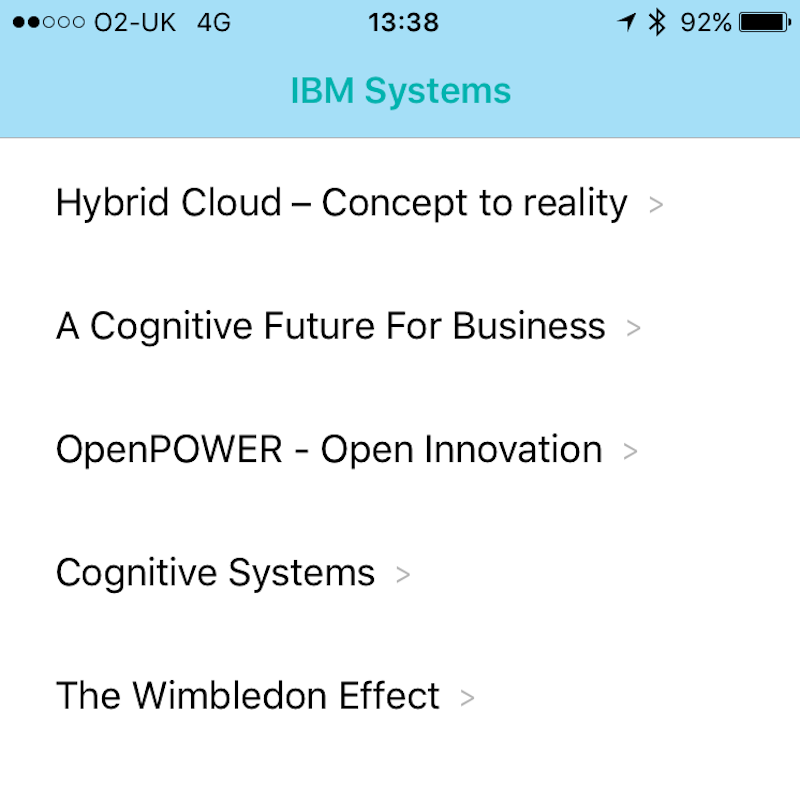 O2-UK 4G 13:38 92%
IBM Systems
Hybrid Cloud – Concept to reality >
A Cognitive Future For Business >
OpenPOWER - Open Innovation >
Cognitive Systems >
The Wimbledon Effect >